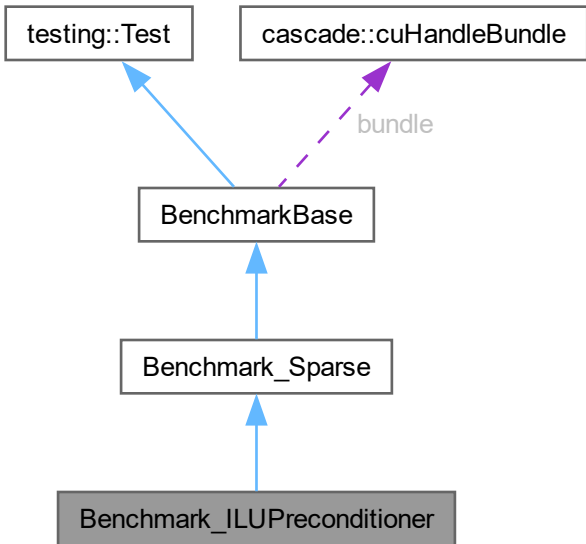 testing::Test
cascade::cuHandleBundle
bundle
BenchmarkBase
Benchmark_Sparse
Benchmark_ILUPreconditioner